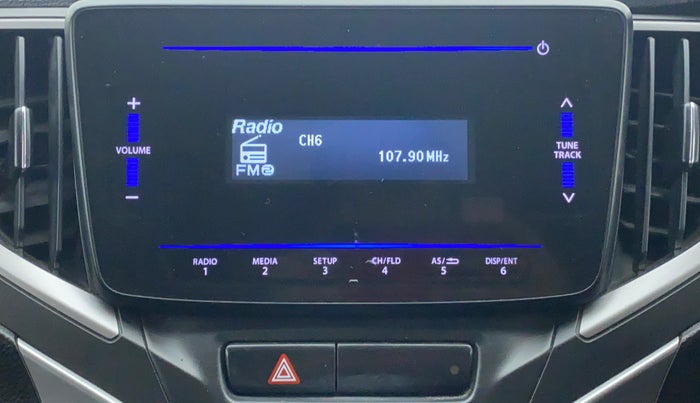 +
VOLUME
−
Radio
CH6
107.90 MHz
FM2
TUNE
TRACK
RADIO MEDIA SETUP CH/FLD AS/ DISP/ENT
1 2 3 4 5 6